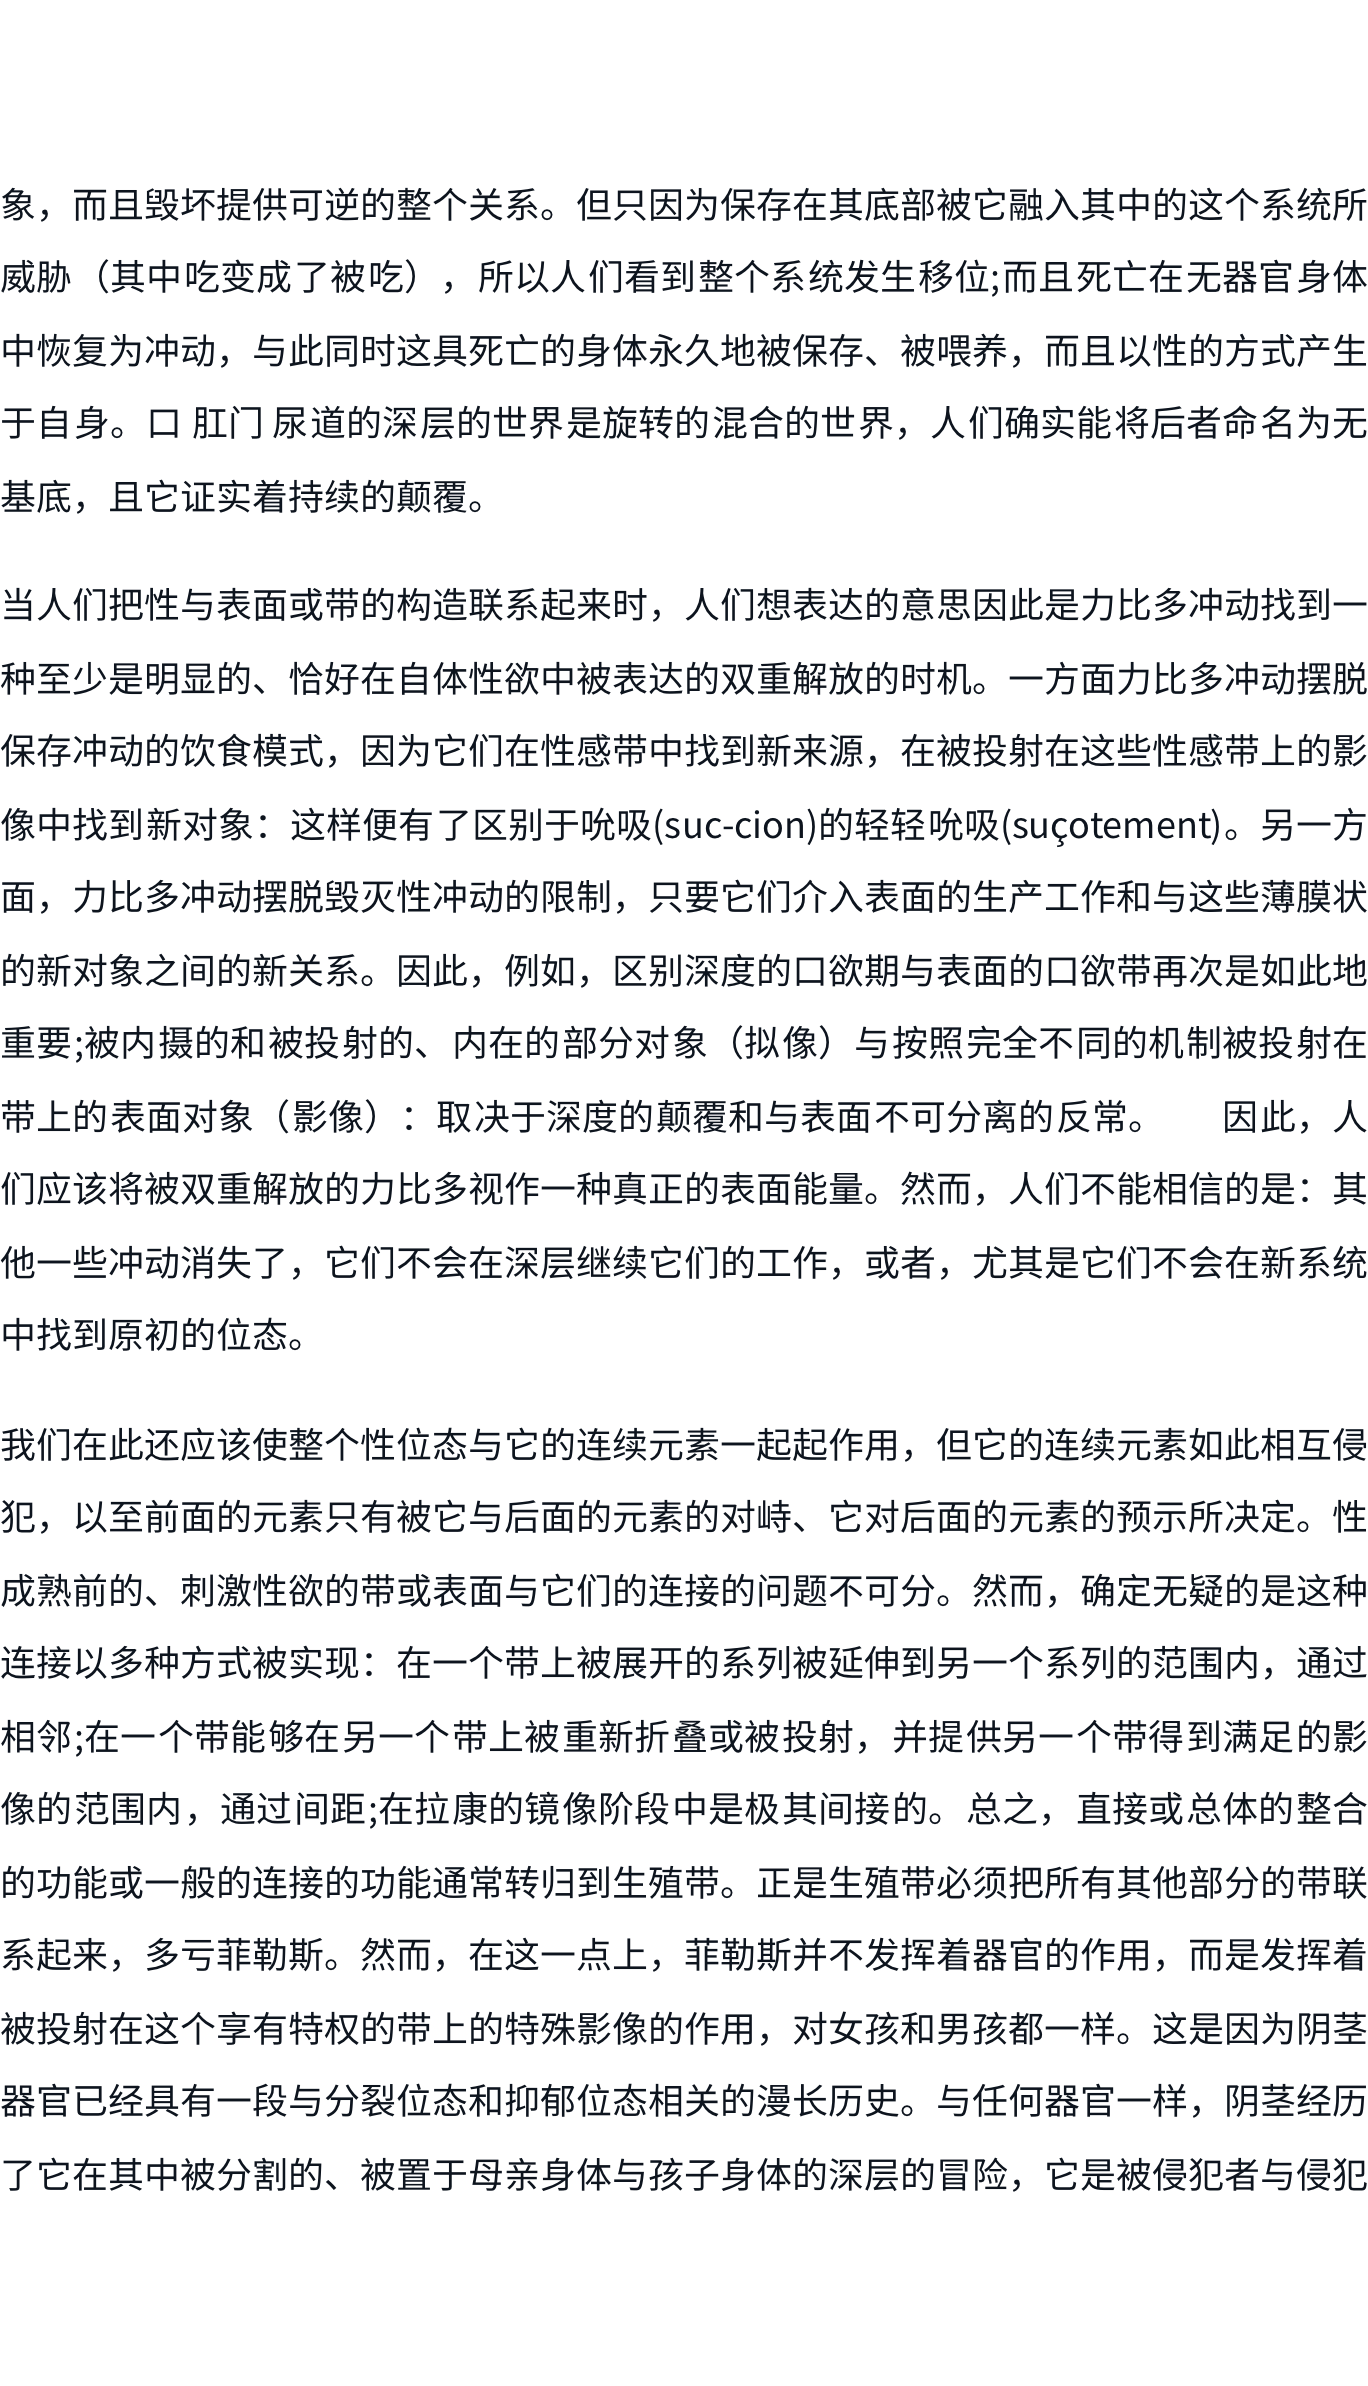 象，而且毁坏提供可逆的整个关系。但只因为保存在其底部被它融入其中的这个系统所
威胁（其中吃变成了被吃），所以人们看到整个系统发生移位;而且死亡在无器官身体
中恢复为冲动，与此同时这具死亡的身体永久地被保存、被喂养，而且以性的方式产生
于自身。口 肛门 尿道的深层的世界是旋转的混合的世界，人们确实能将后者命名为无
基底，且它证实着持续的颠覆。
当人们把性与表面或带的构造联系起来时，人们想表达的意思因此是力比多冲动找到一
种至少是明显的、恰好在自体性欲中被表达的双重解放的时机。一方面力比多冲动摆脱
保存冲动的饮食模式，因为它们在性感带中找到新来源，在被投射在这些性感带上的影
像中找到新对象：这样便有了区别于吮吸(suc-cion)的轻轻吮吸(suçotement)。另一方
面，力比多冲动摆脱毁灭性冲动的限制，只要它们介入表面的生产工作和与这些薄膜状
的新对象之间的新关系。因此，例如，区别深度的口欲期与表面的口欲带再次是如此地
重要;被内摄的和被投射的、内在的部分对象（拟像）与按照完全不同的机制被投射在
带上的表面对象（影像）：取决于深度的颠覆和与表面不可分离的反常。　　因此，人
们应该将被双重解放的力比多视作一种真正的表面能量。然而，人们不能相信的是：其
他一些冲动消失了，它们不会在深层继续它们的工作，或者，尤其是它们不会在新系统
中找到原初的位态。
我们在此还应该使整个性位态与它的连续元素一起起作用，但它的连续元素如此相互侵
犯，以至前面的元素只有被它与后面的元素的对峙、它对后面的元素的预示所决定。性
成熟前的、刺激性欲的带或表面与它们的连接的问题不可分。然而，确定无疑的是这种
连接以多种方式被实现：在一个带上被展开的系列被延伸到另一个系列的范围内，通过
相邻;在一个带能够在另一个带上被重新折叠或被投射，并提供另一个带得到满足的影
像的范围内，通过间距;在拉康的镜像阶段中是极其间接的。总之，直接或总体的整合
的功能或一般的连接的功能通常转归到生殖带。正是生殖带必须把所有其他部分的带联
系起来，多亏菲勒斯。然而，在这一点上，菲勒斯并不发挥着器官的作用，而是发挥着
被投射在这个享有特权的带上的特殊影像的作用，对女孩和男孩都一样。这是因为阴茎
器官已经具有一段与分裂位态和抑郁位态相关的漫长历史。与任何器官一样，阴茎经历
了它在其中被分割的、被置于母亲身体与孩子身体的深层的冒险，它是被侵犯者与侵犯